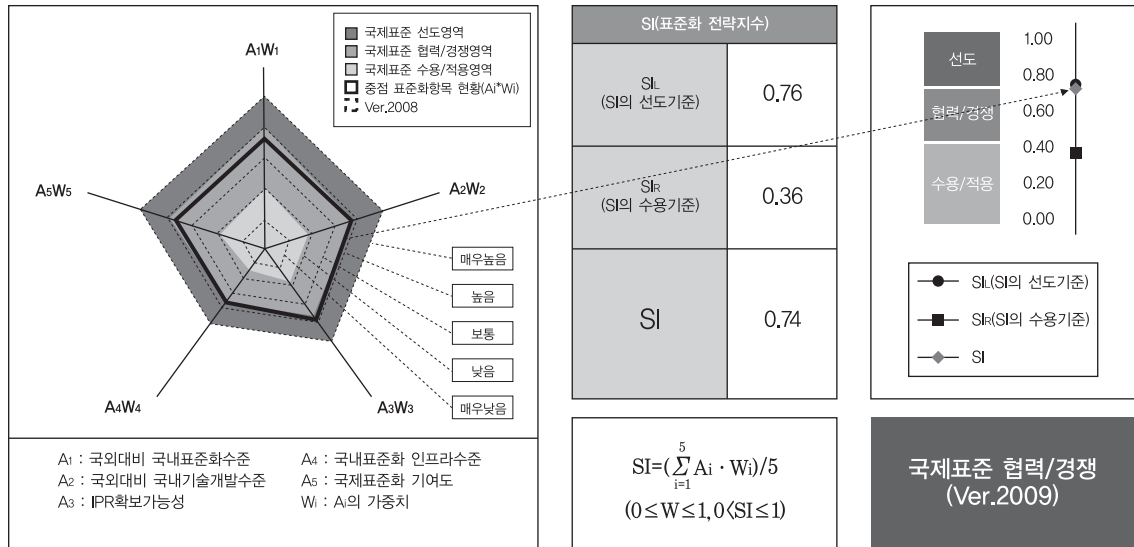 국제표준 선도영역
국제표준 협력/경쟁영역
국제표준 수용/적용영역
중점 표준화항목 현황(Ai*Wi)
Ver.2008
A1W1
A2W2
A3W3
A4W4
A5W5
매우높음
높음
보통
낮음
매우낮음
A1 : 국외대비 국내표준화수준
A2 : 국외대비 국내기술개발수준
A3 : IPR확보가능성
A4 : 국내표준화 인프라수준
A5 : 국제표준화 기여도
Wi : Ai의 가중치
SI(표준화 전략지수)
SIL
(SI의 선도기준)
0.76
SIR
(SI의 수용기준)
0.36
SI
0.74
SI=(5∑i=1 Ai · Wi)/5
(0≤W≤1, 0〈SI≤1)
선도
협력/경쟁
수용/적용
1.00
0.80
0.60
0.40
0.20
0.00
SIL(SI의 선도기준)
SIR(SI의 수용기준)
SI
국제표준 협력/경쟁
(Ver.2009)